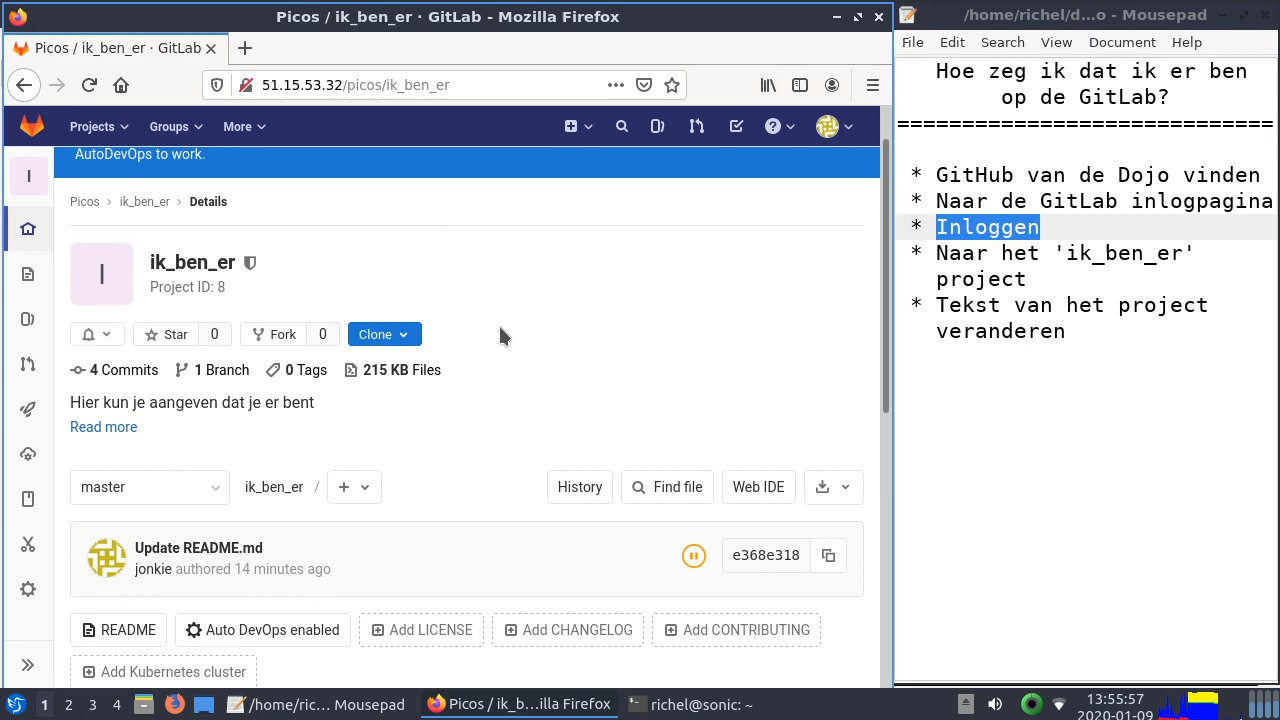 Picos / ik_ben_er · GitLab - Mozilla Firefox
Picos / ik_ben_er · GitLab
51.15.53.32/picos/ik_ben_er
Projects
Groups
More
AutoDevOps to work.
Picos
ik_ben_er
Details
I
I
ik_ben_er
Project ID: 8
Star
0
Fork
0
Clone
4 Commits
1 Branch
0 Tags
215 KB Files
Hier kun je aangeven dat je er bent
Read more
master
ik_ben_er /
+
History
Find file
Web IDE
Update README.md
jonkie authored 14 minutes ago
e368e318
README
Auto DevOps enabled
Add LICENSE
Add CHANGELOG
Add CONTRIBUTING
Add Kubernetes cluster
/home/richel/d...o - Mousepad
File Edit Search View Document Help
Hoe zeg ik dat ik er ben
op de GitLab?
=============================
* GitHub van de Dojo vinden
* Naar de GitLab inlogpagina
* Inloggen
* Naar het 'ik_ben_er'
project
* Tekst van het project
veranderen
1 2 3 4
/home/ric... Mousepad
Picos / ik_b...illa Firefox
richel@sonic: ~
13:55:57
2020-01-09